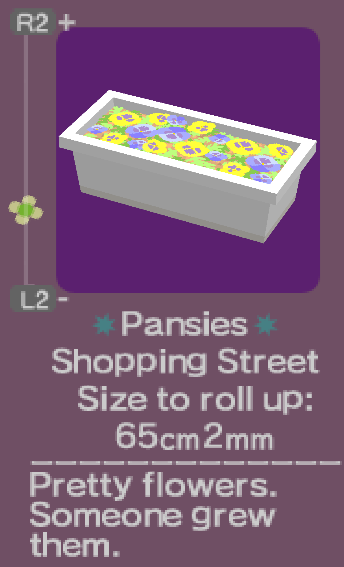 R2 +
L2 -
Pansies
Shopping Street
Size to roll up:
65cm2mm
Pretty flowers.
Someone grew
them.